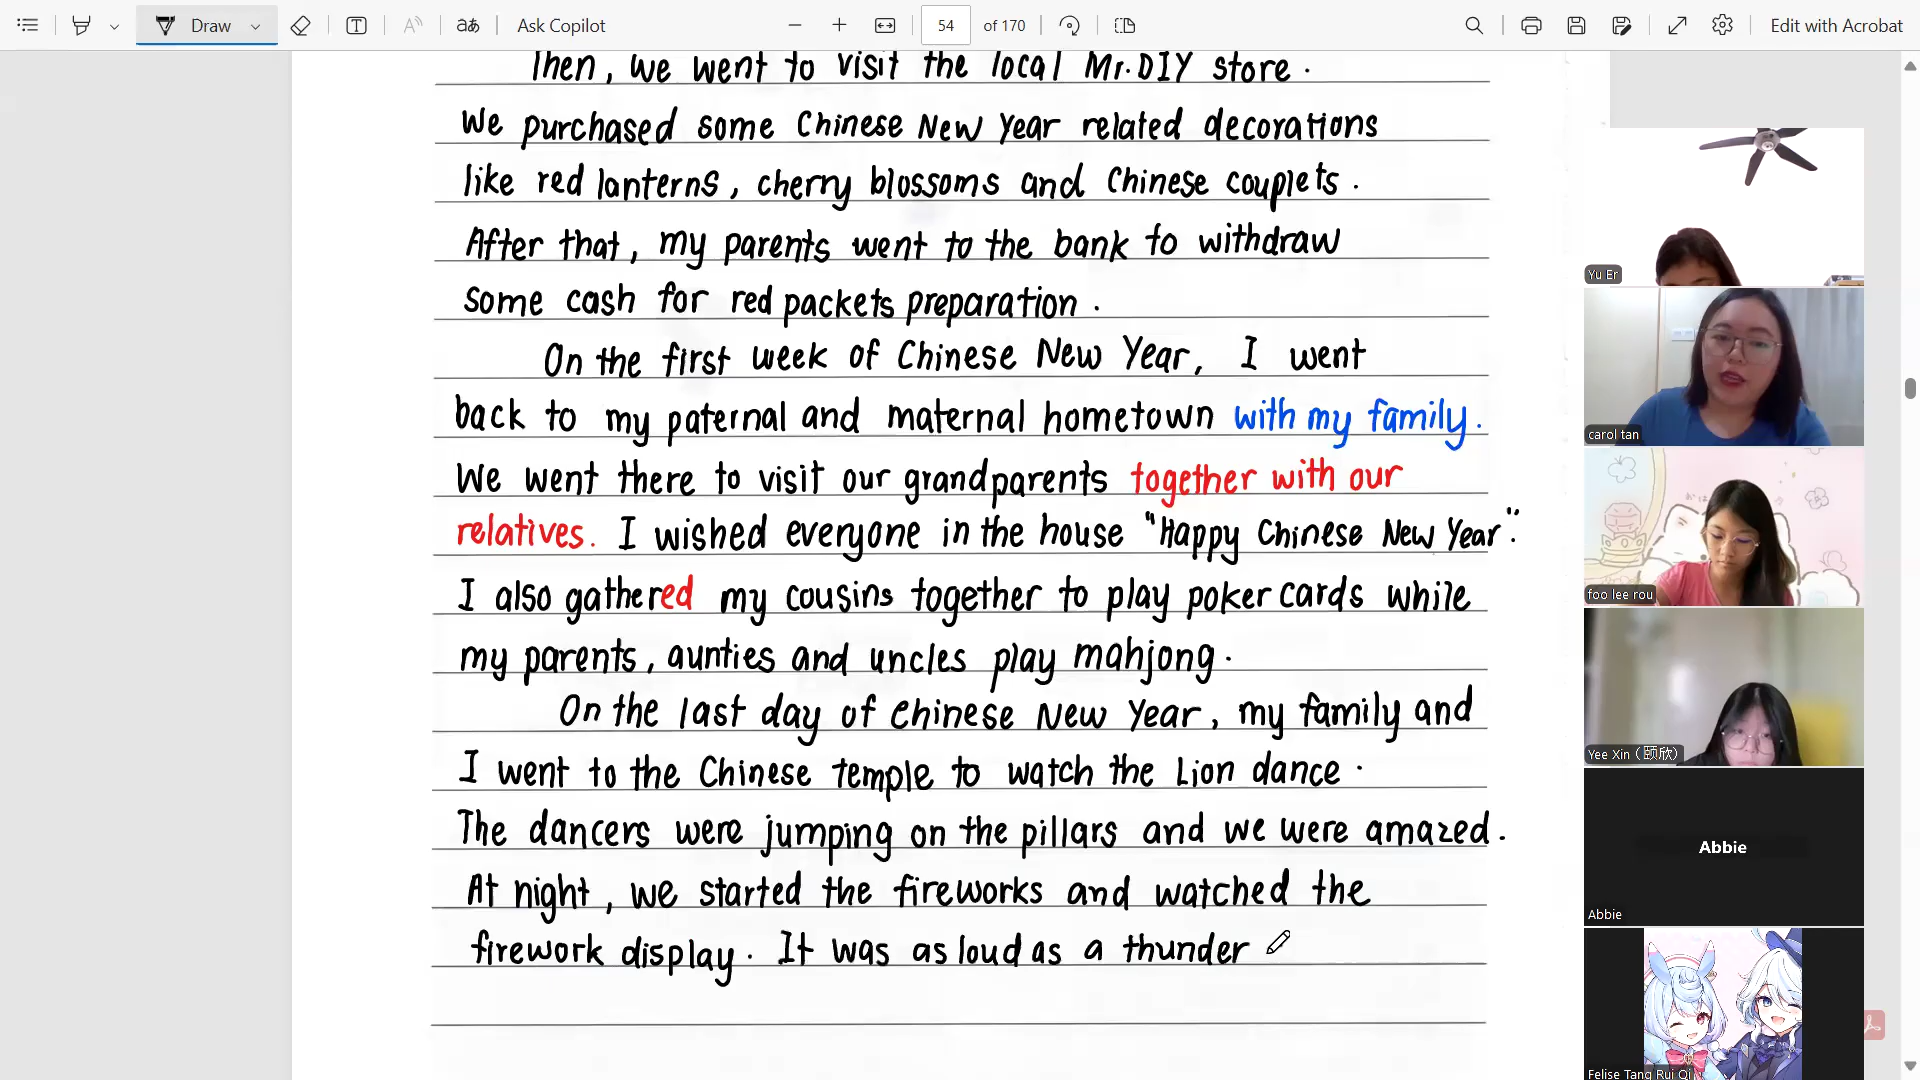 Draw
Ask Copilot
54 of 170
Edit with Acrobat
Then, we went to visit the local Mr.DIY store.
We purchased some Chinese New Year related decorations
like red lanterns, cherry blossoms and Chinese couplets.
After that, my parents went to the bank to withdraw
some cash for red packets preparation.
On the first week of Chinese New Year, I went
back to my paternal and maternal hometown with my family.
We went there to visit our grandparents together with our
relatives. I wished everyone in the house "Happy Chinese New Year".
I also gathered my cousins together to play poker cards while
my parents, aunties and uncles play mahjong.
On the last day of Chinese New Year, my family and
I went to the Chinese temple to watch the Lion dance.
The dancers were jumping on the pillars and we were amazed.
At night, we started the fireworks and watched the
firework display. It was as loud as a thunder
Yu Er
carol tan
foo lee rou
Yee Xin (颐欣)
Abbie
Abbie
Felise Tang Rui Qi